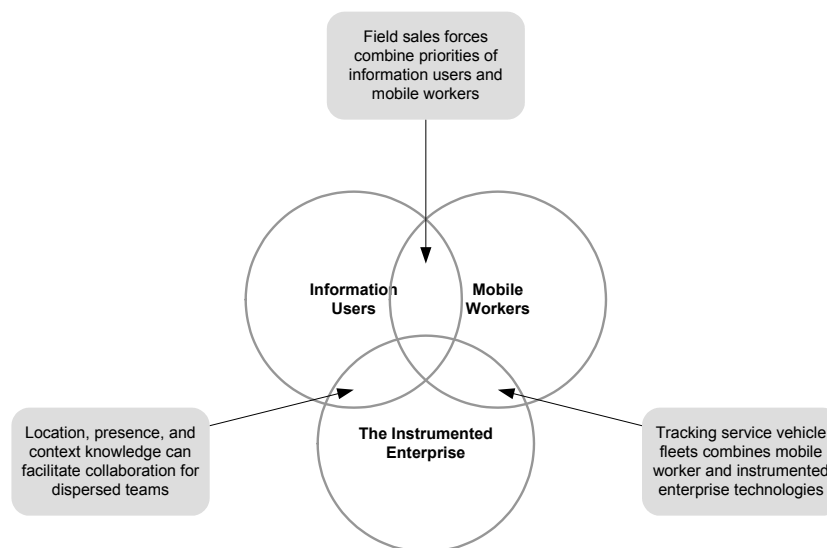 Field sales forces
combine priorities of
information users and
mobile workers
Information
Users
Mobile
Workers
The Instrumented
Enterprise
Location, presence, and
context knowledge can
facilitate collaboration for
dispersed teams
Tracking service vehicle
fleets combines mobile
worker and instrumented
enterprise technologies